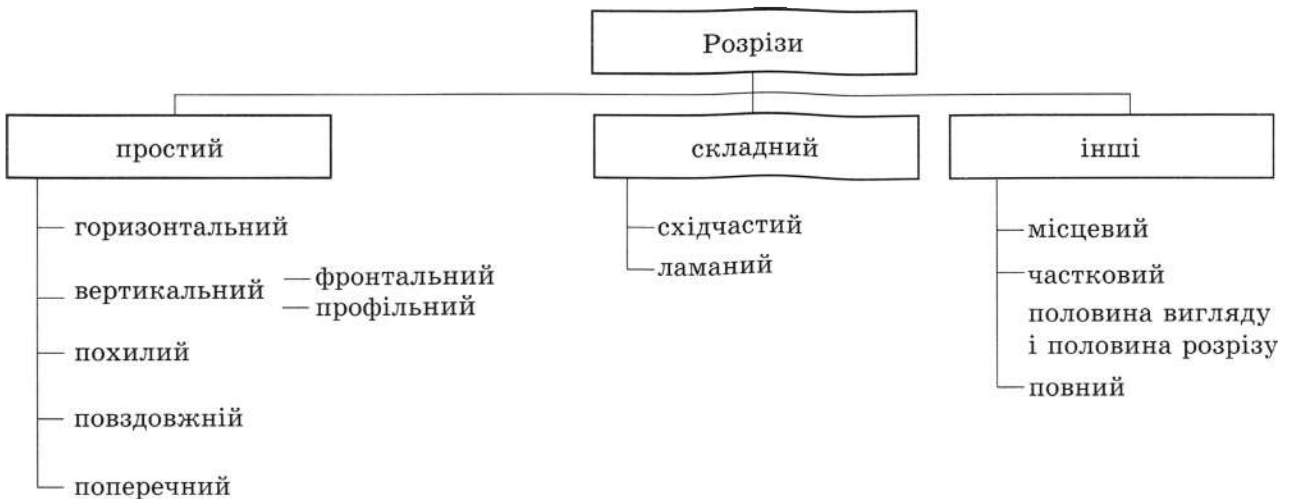 Розрізи
простий
складний
інші
горизонтальний
вертикальний
фронтальний
профільний
похилий
повздовжній
поперечний
східчастий
ламаний
місцевий
частковий
половина вигляду
і половина розрізу
повний